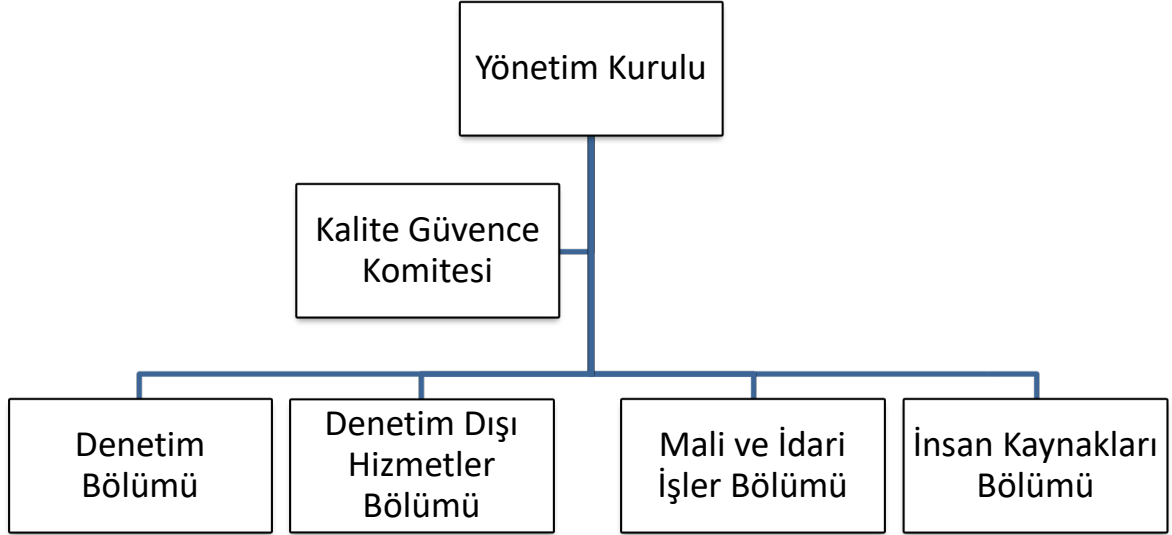 Yönetim Kurulu
Kalite Güvence
Komitesi
Denetim
Bölümü
Denetim Dışı
Hizmetler
Bölümü
Mali ve İdari
İşler Bölümü
İnsan Kaynakları
Bölümü